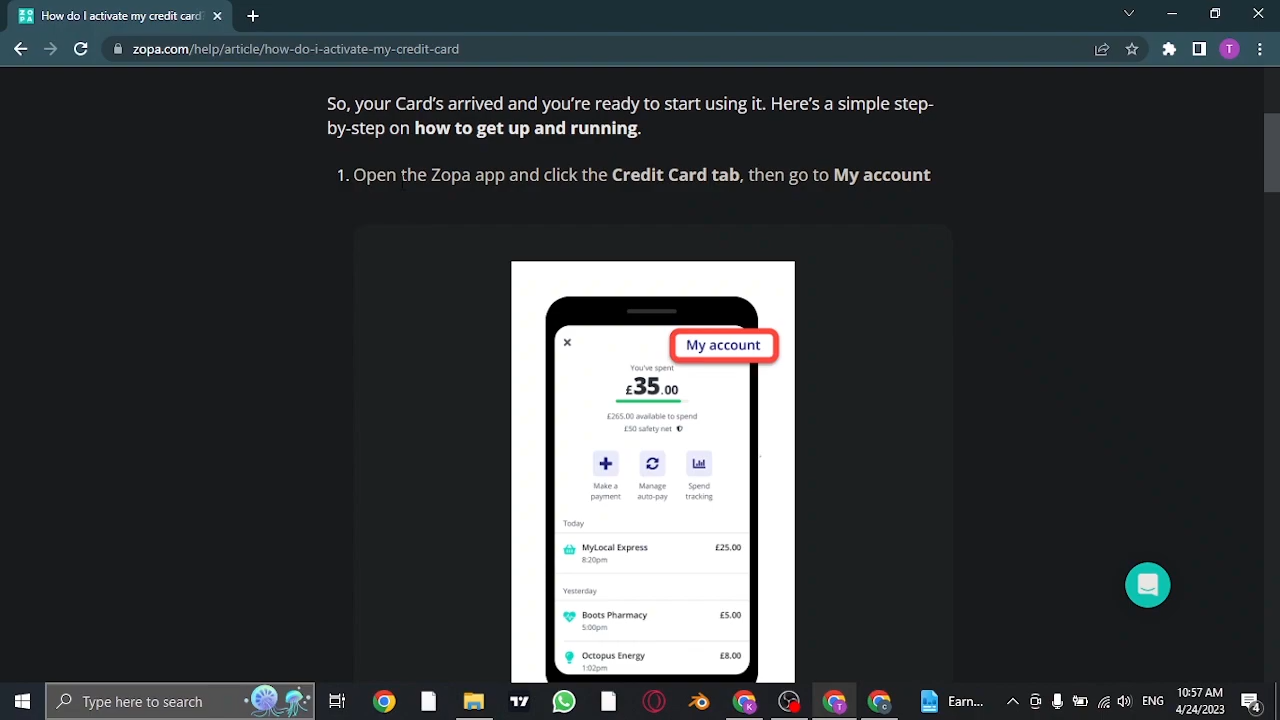 ZO
PA
How do I activate my credit card
zopa.com/help/article/how-do-i-activate-my-credit-card
T
So, your Card's arrived and you're ready to start using it. Here's a simple step-
by-step on how to get up and running.
1. Open the Zopa app and click the Credit Card tab, then go to My account
My account
You've spent
£35.00
£265.00 available to spend
£50 safety net
Make a
payment
Manage
auto-pay
Spend
tracking
Today
MyLocal Express £25.00
8:20pm
Yesterday
Boots Pharmacy £5.00
5:00pm
Octopus Energy £8.00
1:02pm
Type here to search
K
T
C
Earn...
ENG
10:57 AM
4/24/2023
4